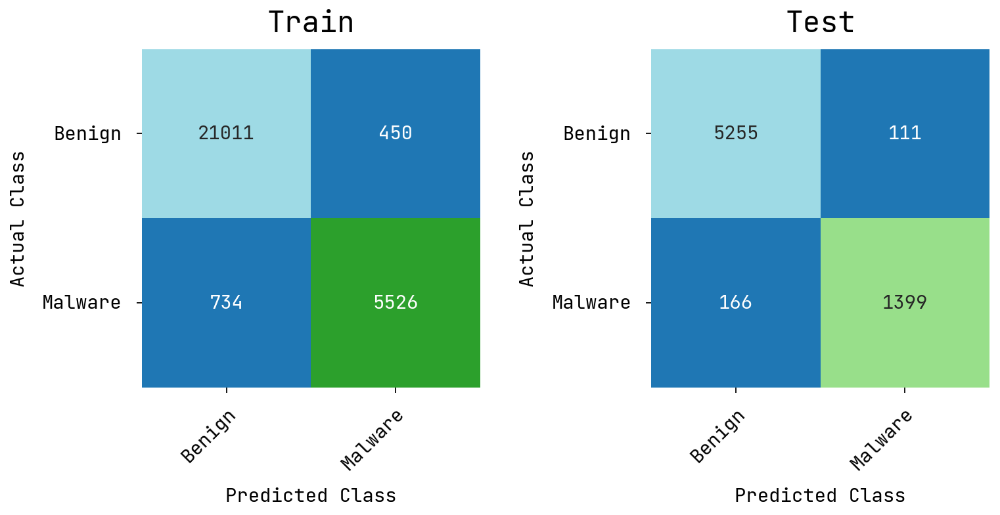 Train
Actual Class
Benign
21011
450
Malware
734
5526
Benign
Malware
Predicted Class
Test
Actual Class
Benign
5255
111
Malware
166
1399
Benign
Malware
Predicted Class